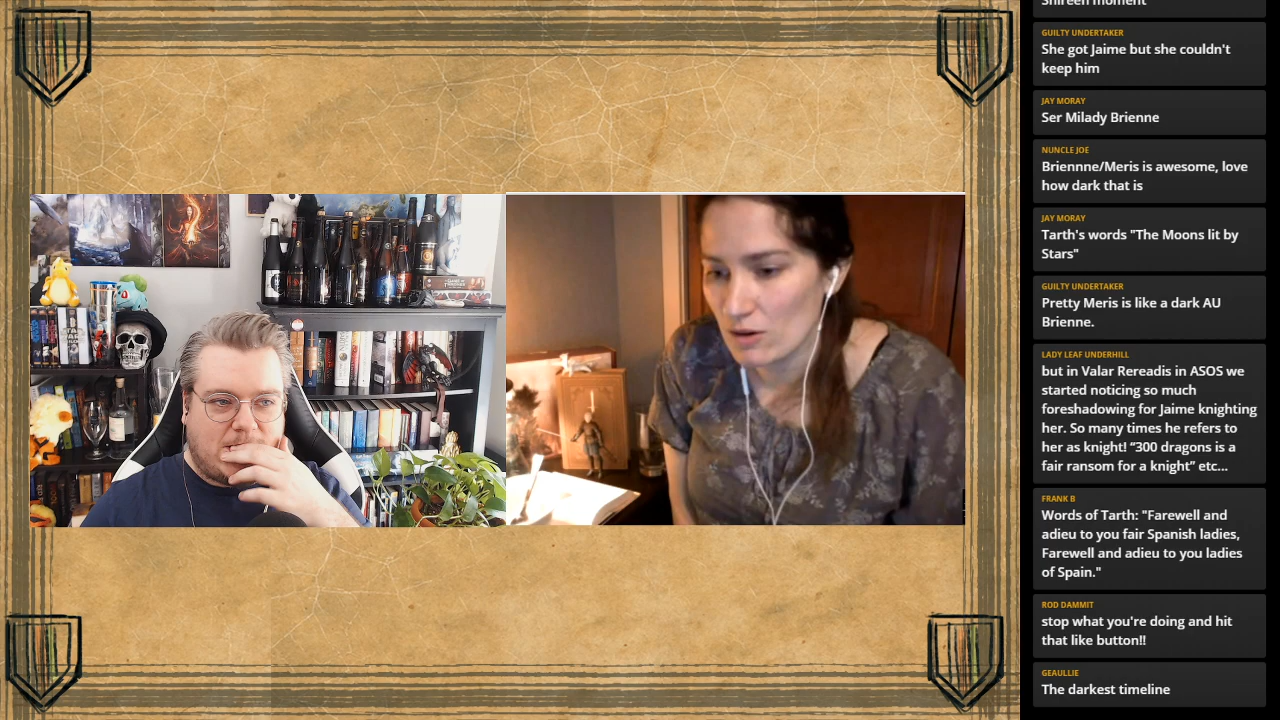 Shireen moment
GUILTY UNDERTAKER
She got Jaime but she couldn't
keep him
JAY MORAY
Ser Milady Brienne
NUNCLE JOE
Briennne/Meris is awesome, love
how dark that is
JAY MORAY
Tarth's words "The Moons lit by
Stars"
GUILTY UNDERTAKER
Pretty Meris is like a dark AU
Brienne.
LADY LEAF UNDERHILL
but in Valar Rereadis in ASOS we
started noticing so much
foreshadowing for Jaime knighting
her. So many times he refers to
her as knight! “300 dragons is a
fair ransom for a knight” etc...
FRANK B
Words of Tarth: "Farewell and
adieu to you fair Spanish ladies,
Farewell and adieu to you ladies
of Spain."
ROD DAMMIT
stop what you're doing and hit
that like button!!
GEAULLIE
The darkest timeline